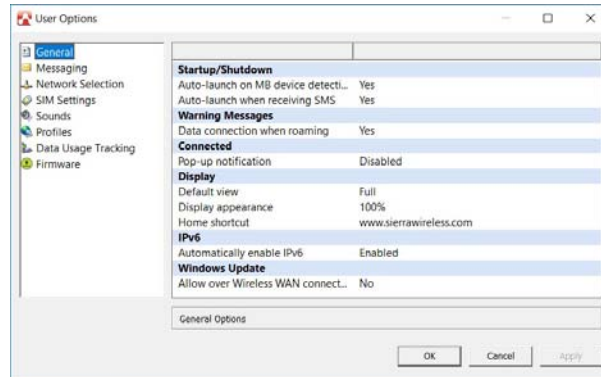 User Options
General
Messaging
Network Selection
SIM Settings
Sounds
Profiles
Data Usage Tracking
Firmware
Startup/Shutdown
Auto-launch on MB device detecti... Yes
Auto-launch when receiving SMS Yes
Warning Messages
Data connection when roaming Yes
Connected
Pop-up notification Disabled
Display
Default view Full
Display appearance 100%
Home shortcut www.sierrawireless.com
IPv6
Automatically enable IPv6 Enabled
Windows Update
Allow over Wireless WAN connect... No
General Options
OK Cancel Apply